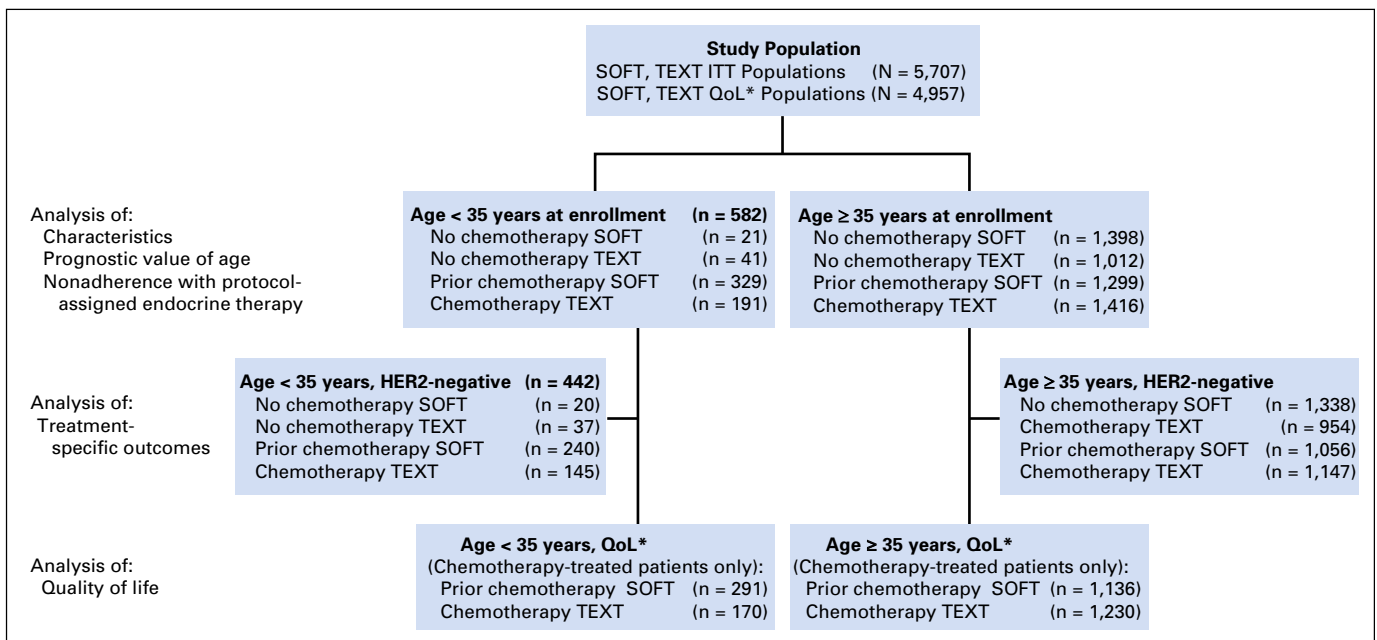 Study Population
SOFT, TEXT ITT Populations (N = 5,707)
SOFT, TEXT QoL* Populations (N = 4,957)
Analysis of:
Characteristics
Prognostic value of age
Nonadherence with protocol-
assigned endocrine therapy
Age < 35 years at enrollment (n = 582)
No chemotherapy SOFT (n = 21)
No chemotherapy TEXT (n = 41)
Prior chemotherapy SOFT (n = 329)
Chemotherapy TEXT (n = 191)
Age ≥ 35 years at enrollment
No chemotherapy SOFT (n = 1,398)
No chemotherapy TEXT (n = 1,012)
Prior chemotherapy SOFT (n = 1,299)
Chemotherapy TEXT (n = 1,416)
Analysis of:
Treatment-
specific outcomes
Age < 35 years, HER2-negative (n = 442)
No chemotherapy SOFT (n = 20)
No chemotherapy TEXT (n = 37)
Prior chemotherapy SOFT (n = 240)
Chemotherapy TEXT (n = 145)
Age ≥ 35 years, HER2-negative
No chemotherapy SOFT (n = 1,338)
Chemotherapy TEXT (n = 954)
Prior chemotherapy SOFT (n = 1,056)
Chemotherapy TEXT (n = 1,147)
Analysis of:
Quality of life
Age < 35 years, QoL*
(Chemotherapy-treated patients only):
Prior chemotherapy SOFT (n = 291)
Chemotherapy TEXT (n = 170)
Age ≥ 35 years, QoL*
(Chemotherapy-treated patients only):
Prior chemotherapy SOFT (n = 1,136)
Chemotherapy TEXT (n = 1,230)